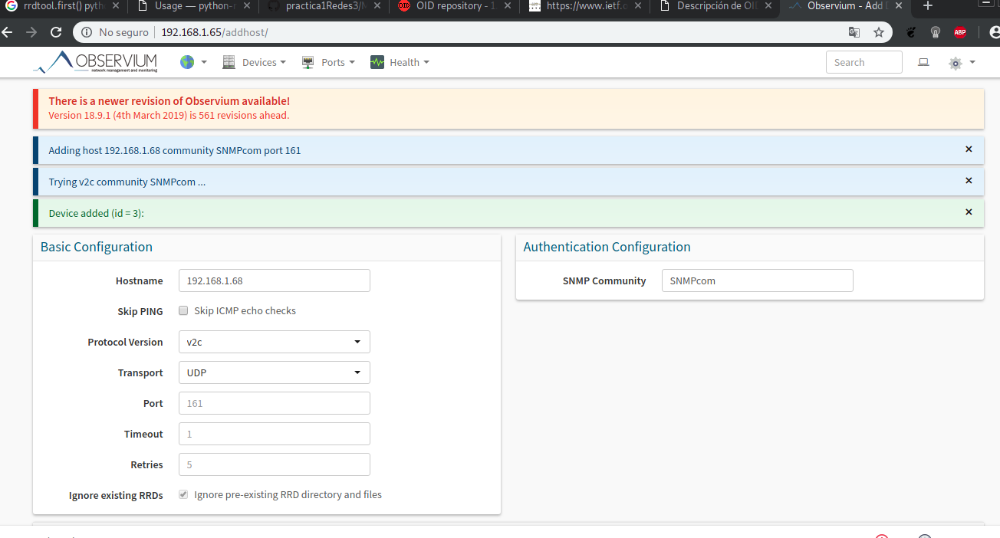 rrdtool.first() pyth
Usage — python-r
practica1Redes3/
OID repository - 1.
https://www.ietf.o
Descripción de OID
Observium - Add D
No seguro
192.168.1.65/addhost/
ABP
OBSERVIUM
network management and monitoring
Devices
Ports
Health
Search
There is a newer revision of Observium available!
Version 18.9.1 (4th March 2019) is 561 revisions ahead.
Adding host 192.168.1.68 community SNMPcom port 161
Trying v2c community SNMPcom ...
Device added (id = 3):
Basic Configuration
Hostname 192.168.1.68
Skip PING Skip ICMP echo checks
Protocol Version v2c
Transport UDP
Port 161
Timeout 1
Retries 5
Ignore existing RRDs Ignore pre-existing RRD directory and files
Authentication Configuration
SNMP Community SNMPcom